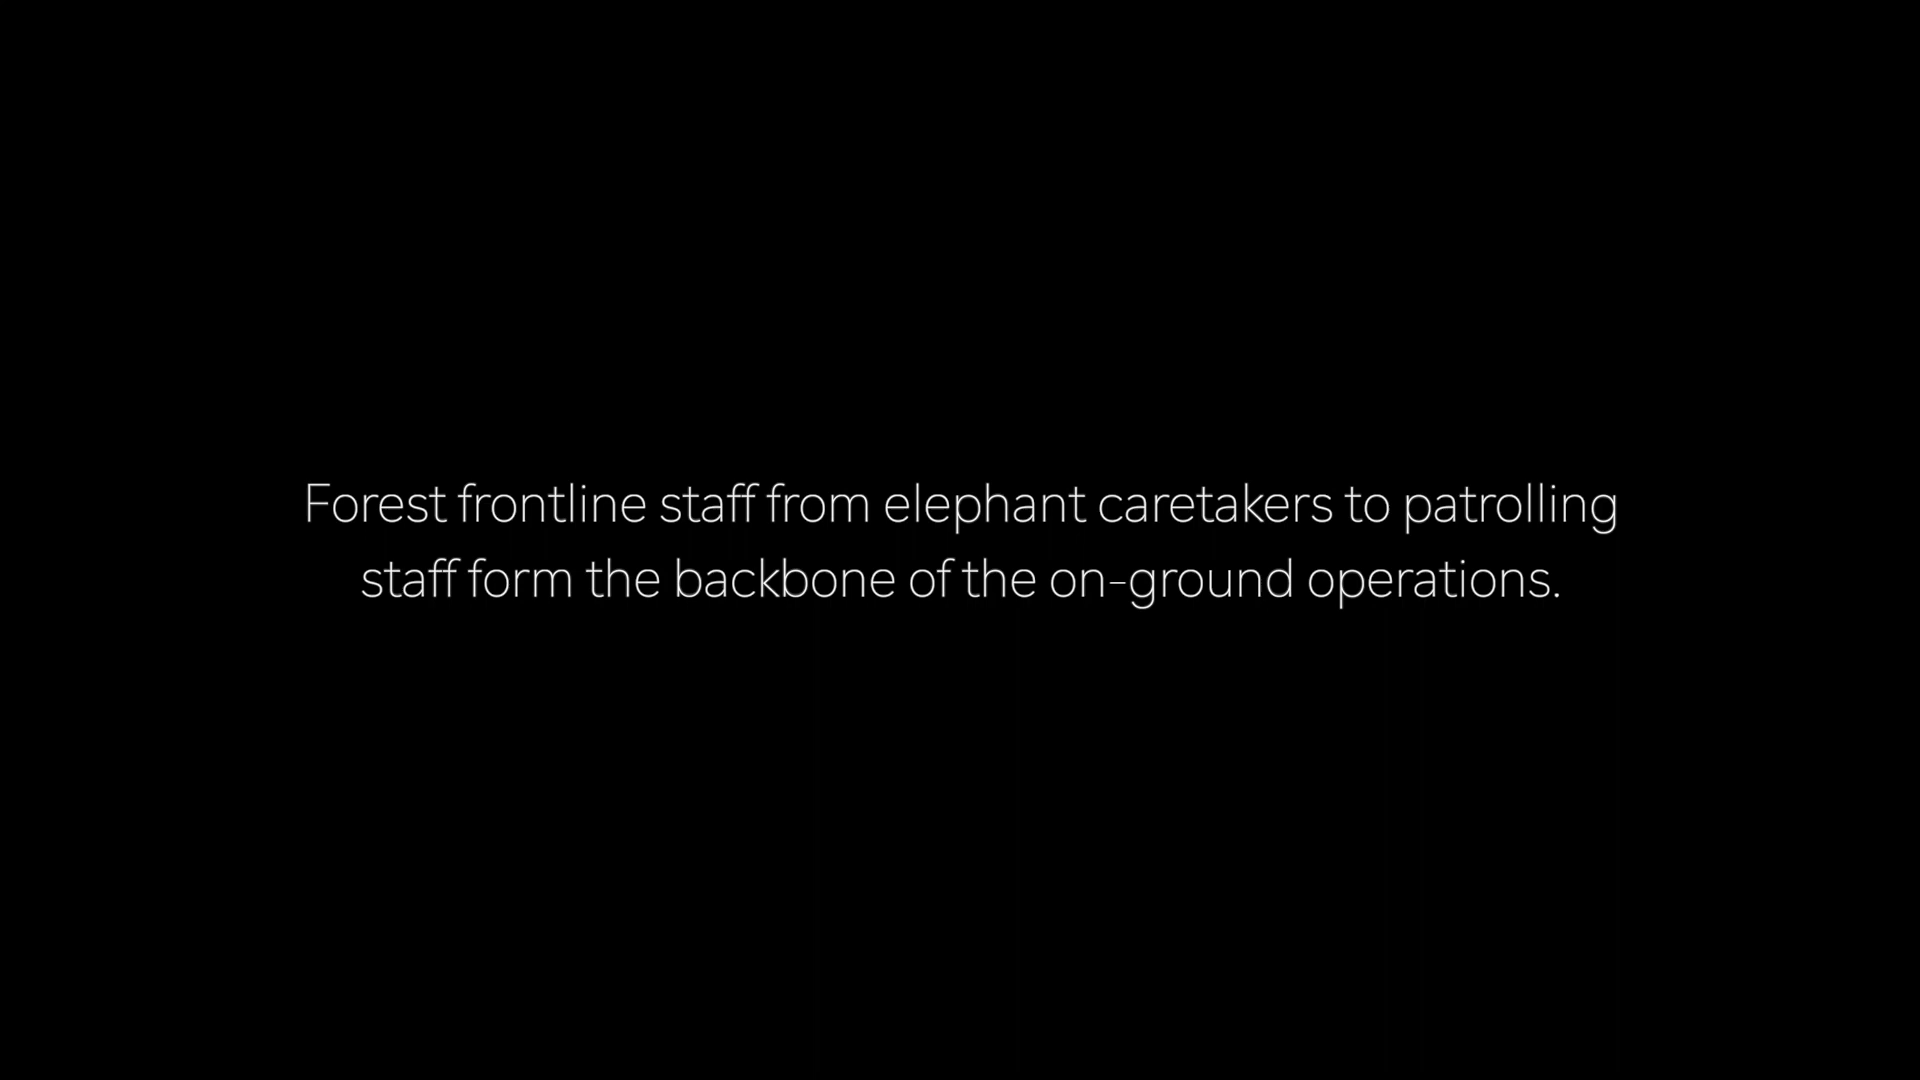 Forest frontline staff from elephant caretakers to patrolling
staff form the backbone of the on-ground operations.